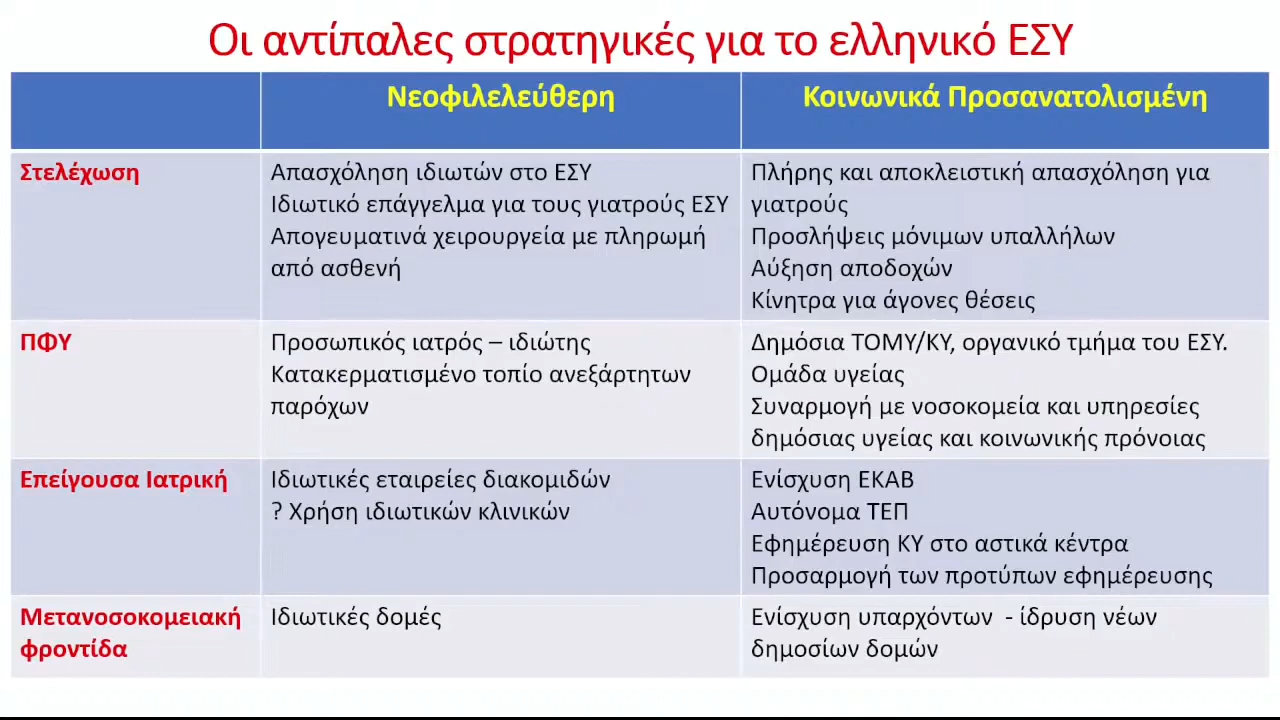 Οι αντίπαλες στρατηγικές για το ελληνικό ΕΣΥ
Νεοφιλελεύθερη
Κοινωνικά Προσανατολισμένη
Στελέχωση
Απασχόληση ιδιωτών στο ΕΣΥ
Ιδιωτικό επάγγελμα για τους γιατρούς ΕΣΥ
Απογευματινά χειρουργεία με πληρωμή
από ασθενή
Πλήρης και αποκλειστική απασχόληση για
γιατρούς
Προσλήψεις μόνιμων υπαλλήλων
Αύξηση αποδοχών
Κίνητρα για άγονες θέσεις
ΠΦΥ
Προσωπικός ιατρός – ιδιώτης
Κατακερματισμένο τοπίο ανεξάρτητων
παρόχων
Δημόσια ΤΟΜΥ/ΚΥ, οργανικό τμήμα του ΕΣΥ.
Ομάδα υγείας
Συναρμογή με νοσοκομεία και υπηρεσίες
δημόσιας υγείας και κοινωνικής πρόνοιας
Επείγουσα Ιατρική
Ιδιωτικές εταιρείες διακομιδών
? Χρήση ιδιωτικών κλινικών
Ενίσχυση ΕΚΑΒ
Αυτόνομα ΤΕΠ
Εφημέρευση ΚΥ στο αστικά κέντρα
Προσαρμογή των προτύπων εφημέρευσης
Μετανοσοκομειακή
φροντίδα
Ιδιωτικές δομές
Ενίσχυση υπαρχόντων - ίδρυση νέων
δημοσίων δομών